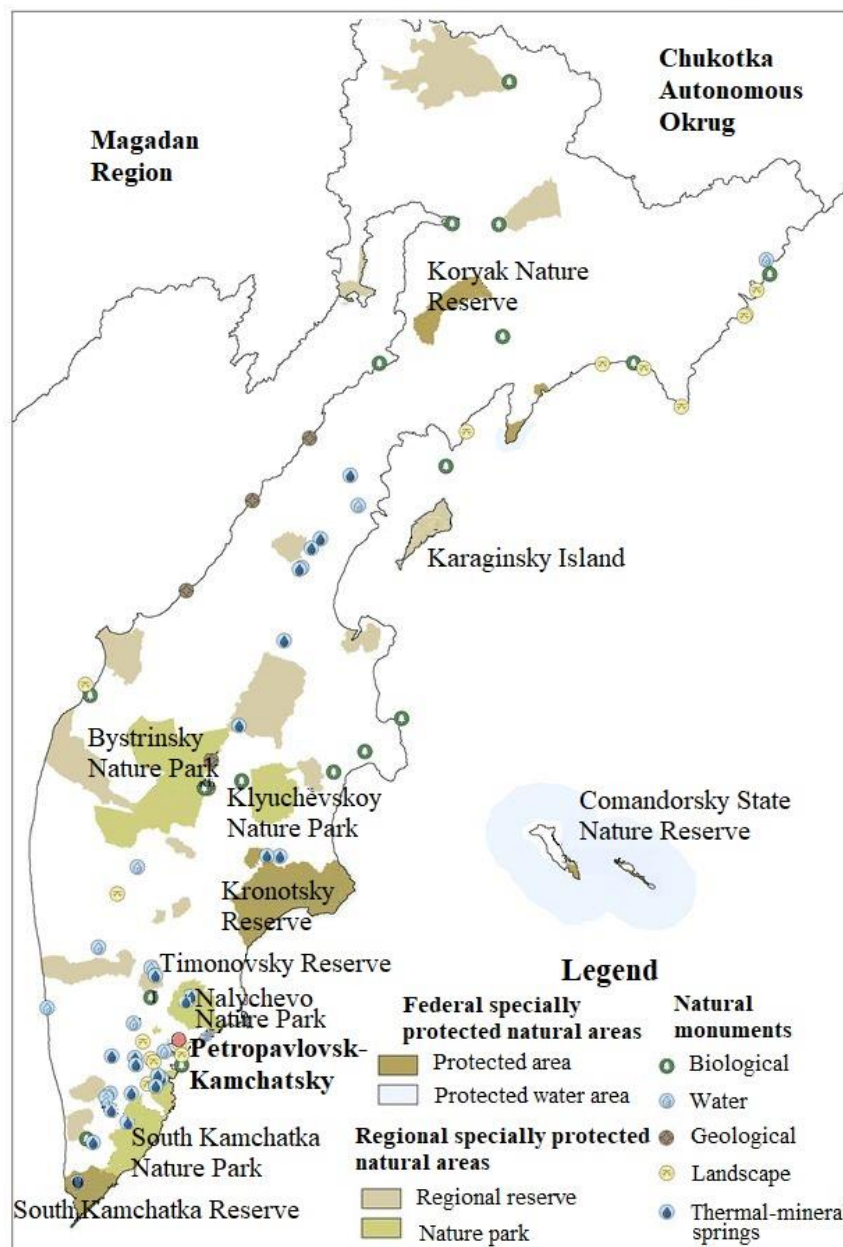 Chukotka
Autonomous
Okrug
Magadan
Region
Koryak Nature
Reserve
Karaginsky Island
Bystrinsky
Nature Park
Klyuchevskoy
Nature Park
Comandorsky State
Nature Reserve
Kronotsky
Reserve
Timonovsky Reserve
Nalychevo
Nature Park
Petropavlovsk-
Kamchatsky
South Kamchatka
Nature Park
South Kamchatka Reserve
Legend
Federal specially
protected natural areas
Protected area
Protected water area
Regional specially protected
natural areas
Regional reserve
Nature park
Natural
monuments
Biological
Water
Geological
Landscape
Thermal-mineral
springs